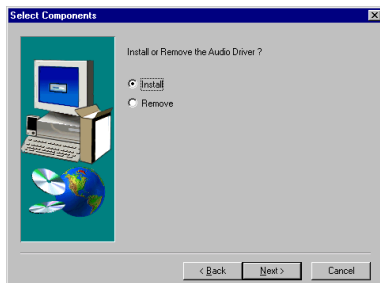 Select Components
Install or Remove the Audio Driver ?
Install
Remove
< Back
Next >
Cancel